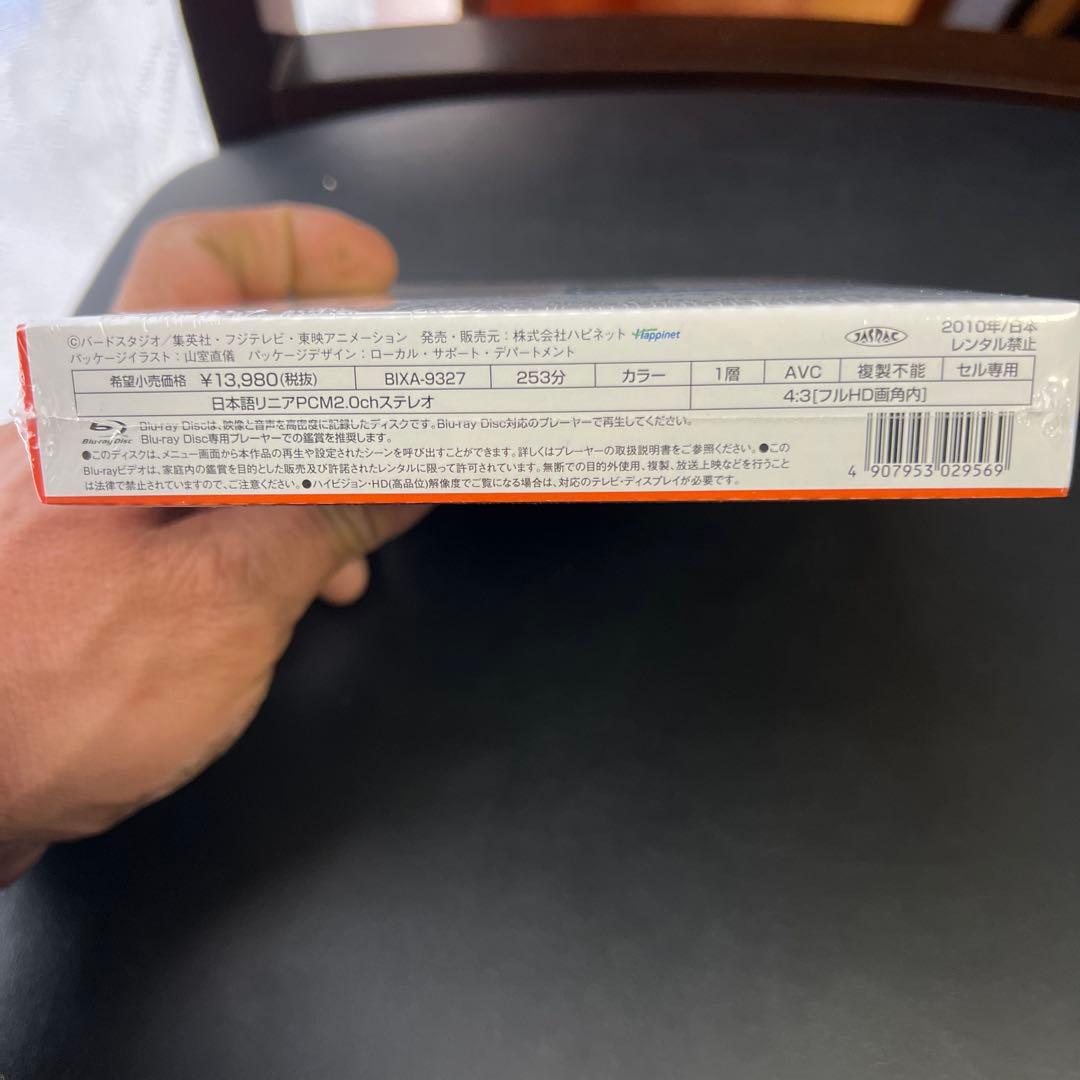 ©バードスタジオ／集英社・フジテレビ・東映アニメーション 発売・販売元：株式会社ハピネット Happinet
パッケージイラスト：山室直儀 パッケージデザイン：ローカル・サポート・デパートメント
JASRAC
2010年/日本
レンタル禁止
希望小売価格 ¥13,980(税抜) BIXA-9327 253分 カラー 1層 AVC 複製不能 セル専用
日本語リニアPCM2.0chステレオ 4:3[フルHD画角内]
Blu-ray Disc
Blu-ray Discは、映像と音声を高密度に記録したディスクです。Blu-ray Disc対応のプレーヤーで再生してください。
Blu-ray Disc専用プレーヤーでの鑑賞を推奨します。
●このディスクは、メニュー画面から本作品の再生や設定されたシーンを呼び出すことができます。詳しくはプレーヤーの取扱説明書をご参照ください。●この
Blu-rayビデオは、家庭内の鑑賞を目的とした販売及び許諾されたレンタルに限って許可されています。無断での目的外使用、複製、放送上映などを行うこと
は法律で禁止されていますので、ご注意ください。●ハイビジョン・HD(高品位)解像度でご覧になる場合は、対応のテレビ・ディスプレイが必要です。
4 907953 029569